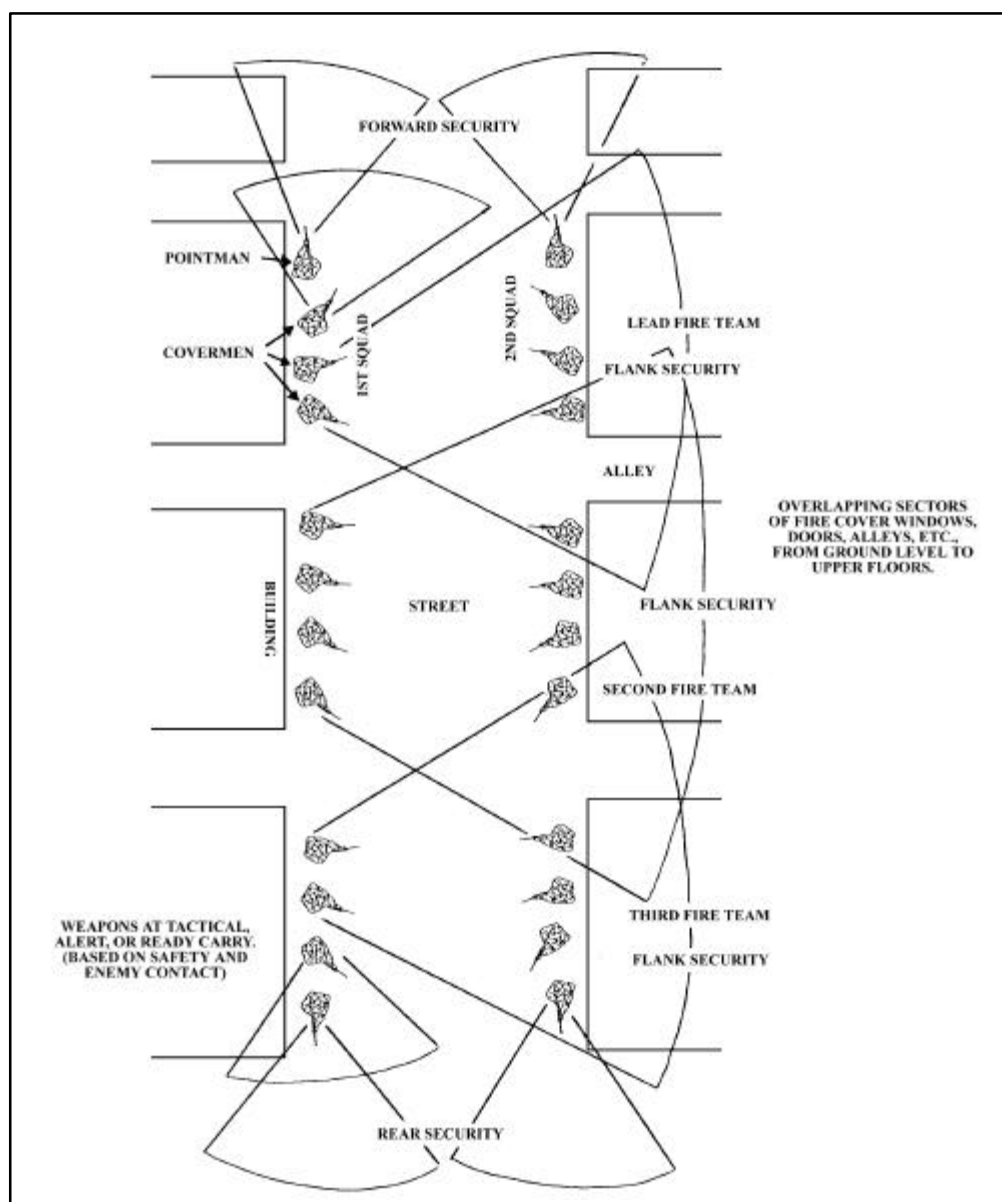 FORWARD SECURITY
POINTMAN
COVERMEN
1ST SQUAD
2ND SQUAD
LEAD FIRE TEAM
FLANK SECURITY
ALLEY
OVERLAPPING SECTORS
OF FIRE COVER WINDOWS,
DOORS, ALLEYS, ETC.,
FROM GROUND LEVEL TO
UPPER FLOORS.
BUILDING
STREET
FLANK SECURITY
SECOND FIRE TEAM
WEAPONS AT TACTICAL,
ALERT, OR READY CARRY.
(BASED ON SAFETY AND
ENEMY CONTACT)
THIRD FIRE TEAM
FLANK SECURITY
REAR SECURITY